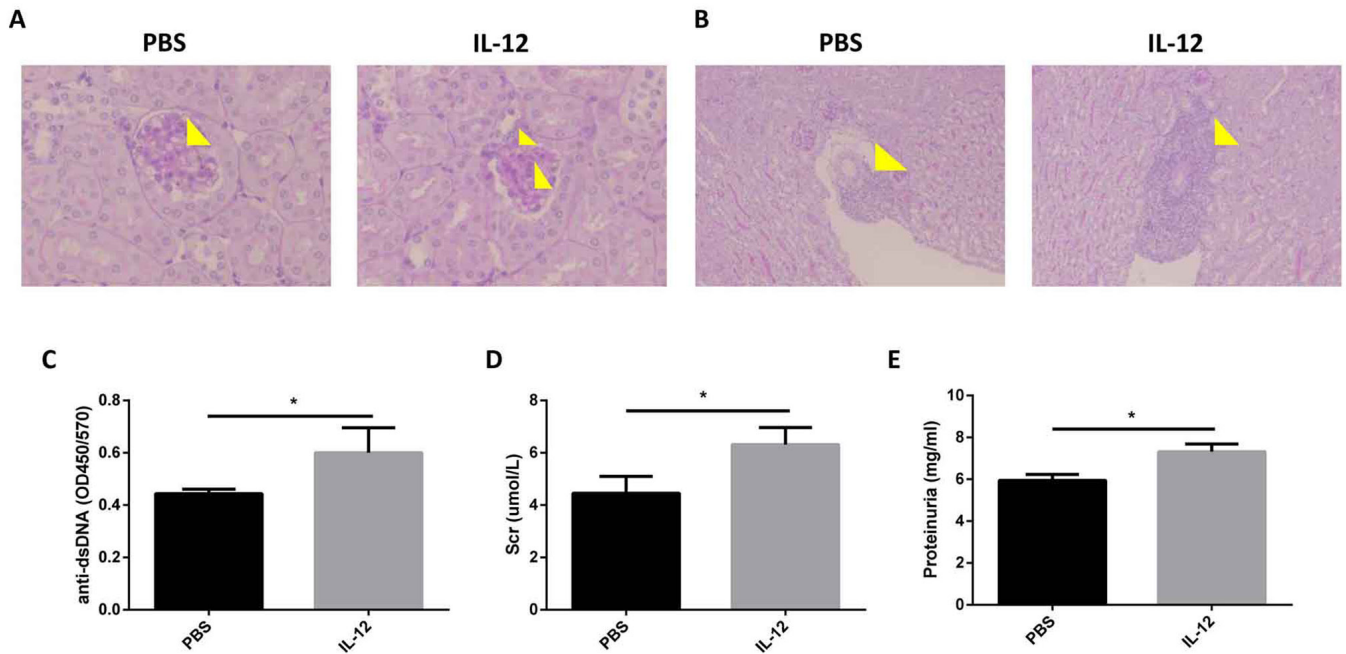 A
B
PBS
IL-12
PBS
IL-12
C
D
E
anti-dsDNA (OD450/570)
0.8
0.6
0.4
0.2
0.0
*
PBS
IL-12
Scr (umol/L)
8
6
4
2
0
*
PBS
IL-12
Proteinuria (mg/ml)
10
8
6
4
2
0
*
PBS
IL-12